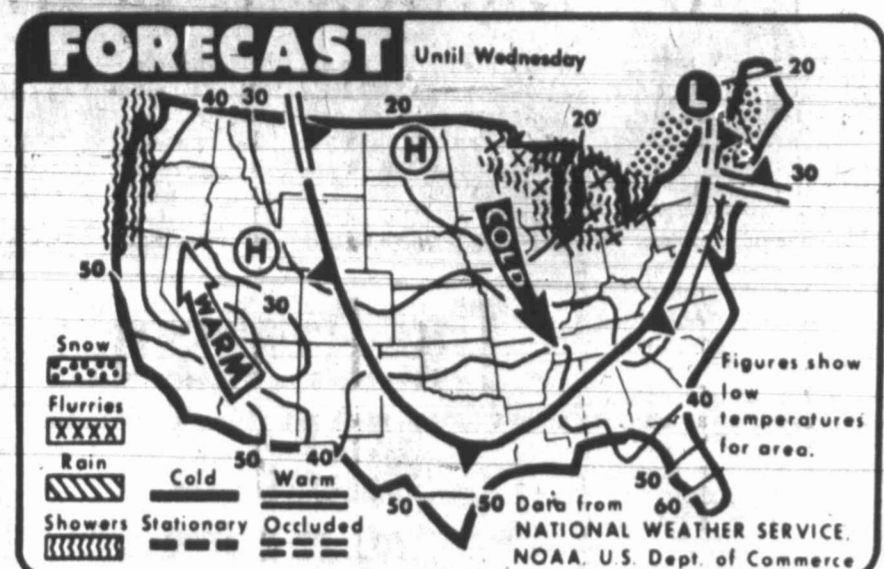 FORECAST Until Wednesday
40 30 20 20 L 20
H
30
H
50
COLD
30
WARM
Snow
Figures show
low
40
temperatures
for area.
Flurries
XXXX
50 40
50
60
50 50
Rain
Cold Warm
Showers Stationary Occluded
Data from
NATIONAL WEATHER SERVICE,
NOAA, U.S. Dept. of Commerce